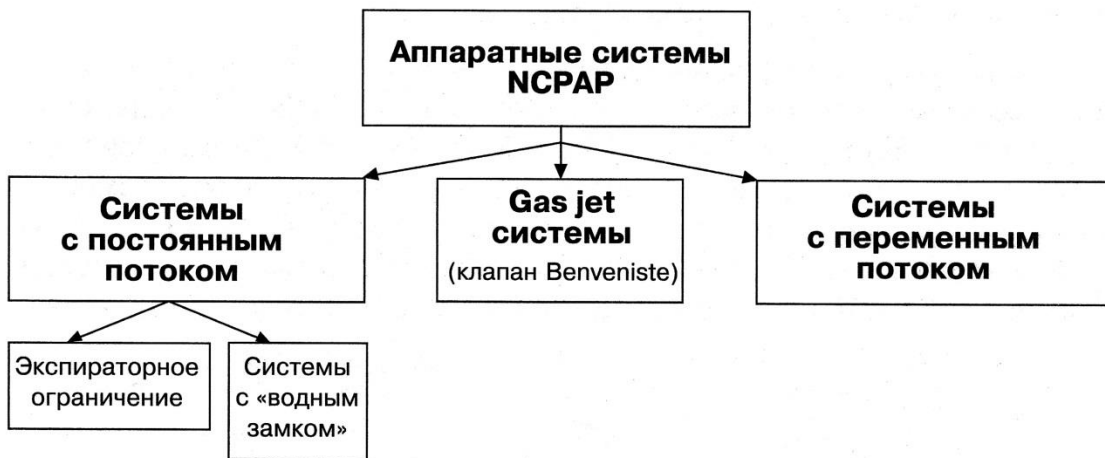 Аппаратные системы
NCPAP
Системы
с постоянным
потоком
Gas jet
системы
(клапан Benveniste)
Системы
с переменным
потоком
Экспираторное
ограничение
Системы
с «водным
замком»